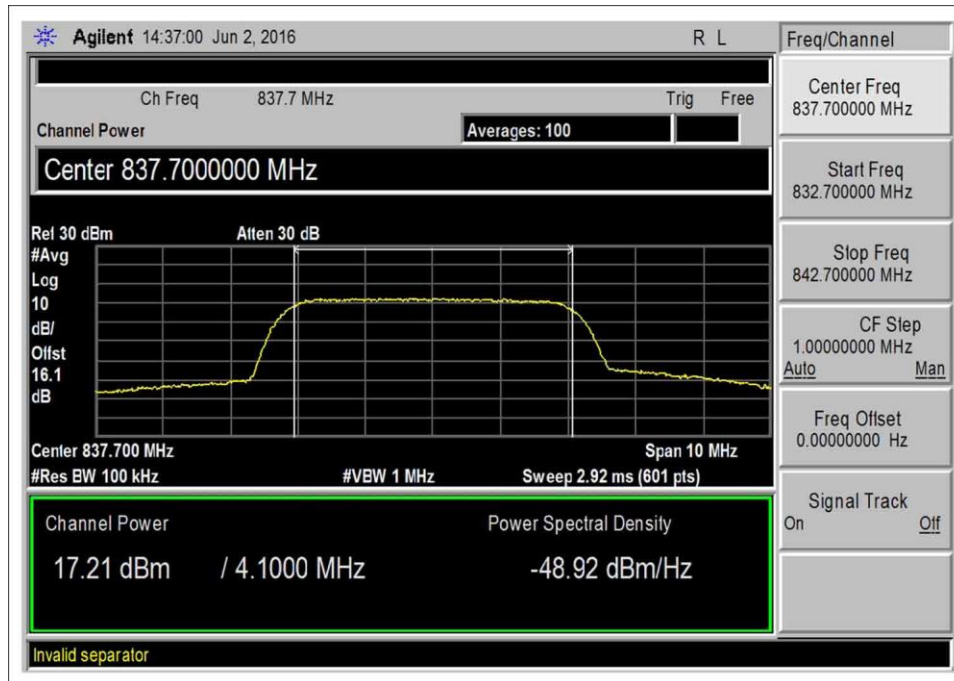 Agilent 14:37:00 Jun 2, 2016 R L
Freq/Channel
Ch Freq 837.7 MHz Trig Free
Channel Power Averages: 100
Center 837.7000000 MHz
Ref 30 dBm Atten 30 dB
#Avg
Log
10
dB/
Offst
16.1
dB
Center 837.700 MHz Span 10 MHz
#Res BW 100 kHz #VBW 1 MHz Sweep 2.92 ms (601 pts)
Channel Power Power Spectral Density
17.21 dBm / 4.1000 MHz -48.92 dBm/Hz
Invalid separator
Center Freq
837.700000 MHz
Start Freq
832.700000 MHz
Stop Freq
842.700000 MHz
CF Step
1.00000000 MHz
Auto Man
Freq Offset
0.00000000 Hz
Signal Track
On Off